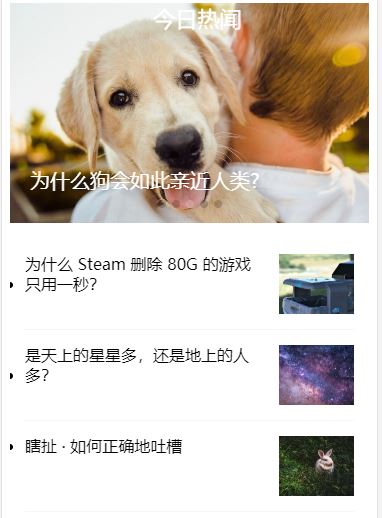 今日热闻
为什么狗会如此亲近人类?
为什么 Steam 删除 80G 的游戏
只用一秒?
是天上的星星多，还是地上的人
多?
瞎扯 · 如何正确地吐槽